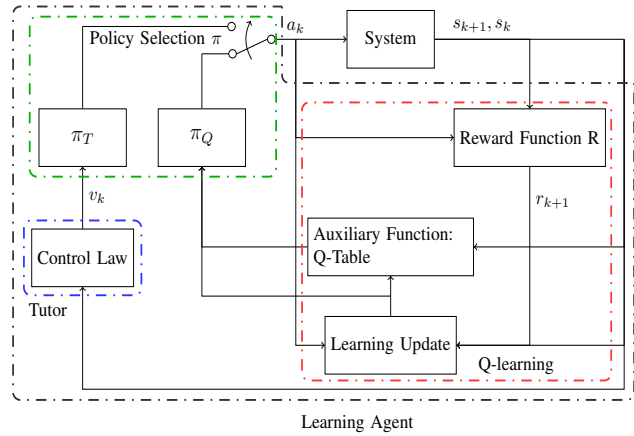 Policy Selection π
a_k
System
s_{k+1}, s_k
π_T
π_Q
Reward Function R
v_k
r_{k+1}
Auxiliary Function:
Q-Table
Control Law
Tutor
Learning Update
Q-learning
Learning Agent